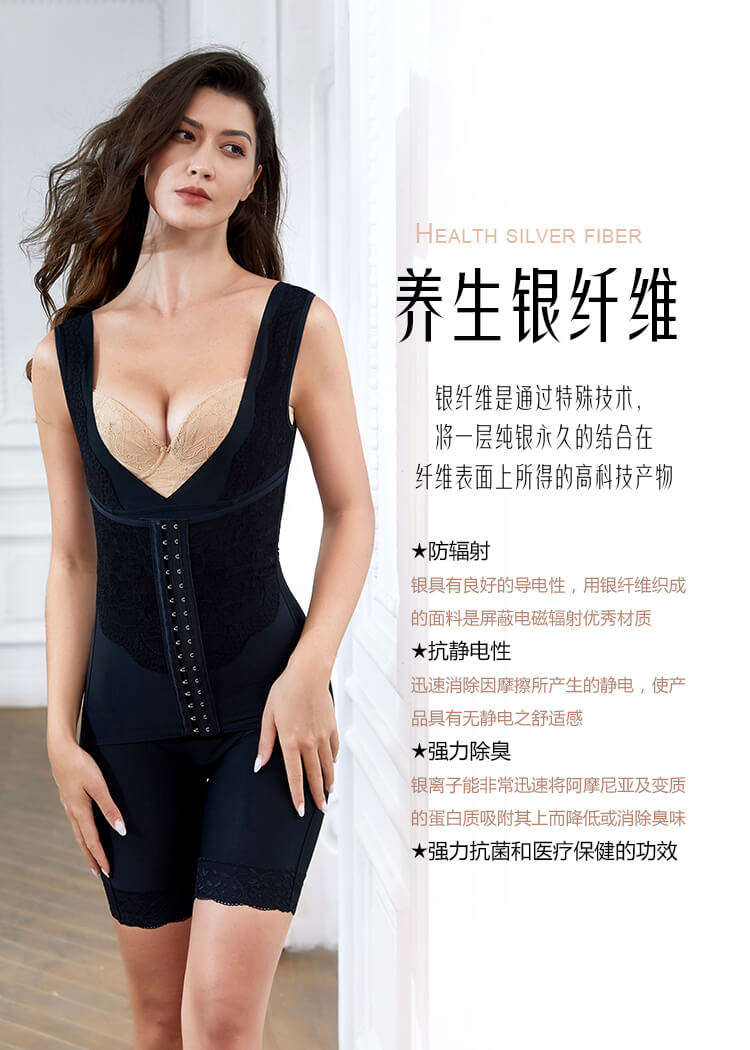 HEALTH SILVER FIBER
养生银纤维
银纤维是通过特殊技术，
将一层纯银永久的结合在
纤维表面上所得的高科技产物
★防辐射
银具有良好的导电性，用银纤维织成
的面料是屏蔽电磁辐射优秀材质
★抗静电性
迅速消除因摩擦所产生的静电，使产
品具有无静电之舒适感
★强力除臭
银离子能非常迅速将阿摩尼亚及变质
的蛋白质吸附其上而降低或消除臭味
★强力抗菌和医疗保健的功效